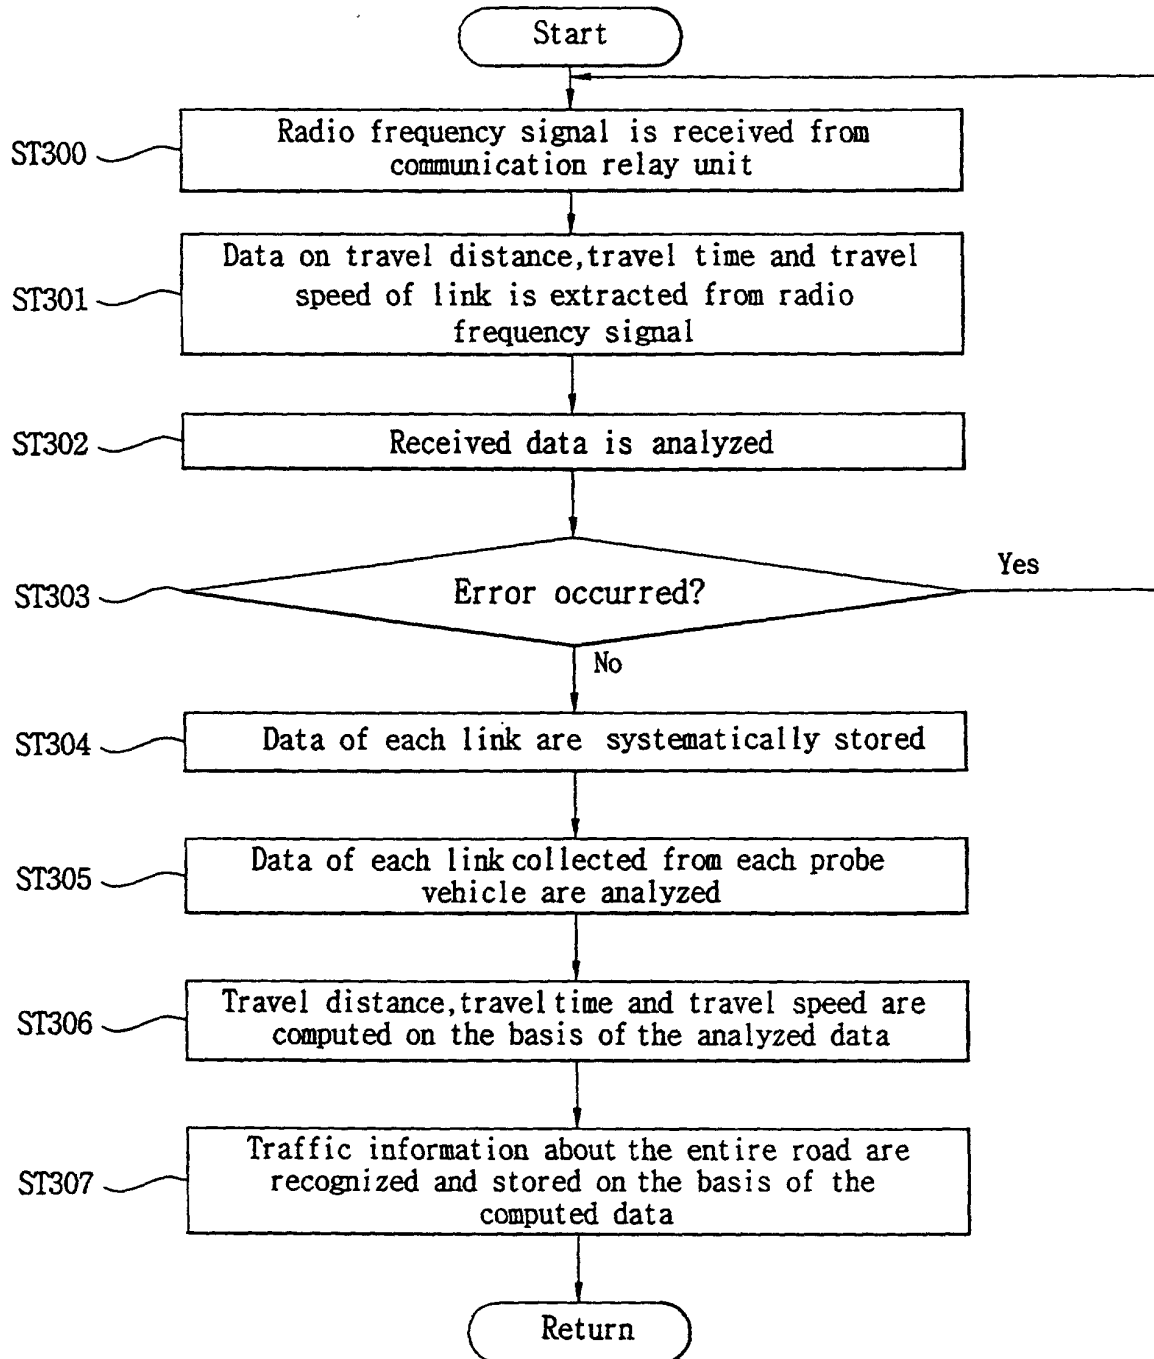 Start
ST300
Radio frequency signal is received from
communication relay unit
ST301
Data on travel distance,travel time and travel
speed of link is extracted from radio
frequency signal
ST302
Received data is analyzed
ST303
Error occurred?
Yes
No
ST304
Data of each link are systematically stored
ST305
Data of each link collected from each probe
vehicle are analyzed
ST306
Travel distance,travel time and travel speed are
computed on the basis of the analyzed data
ST307
Traffic information about the entire road are
recognized and stored on the basis of the
computed data
Return